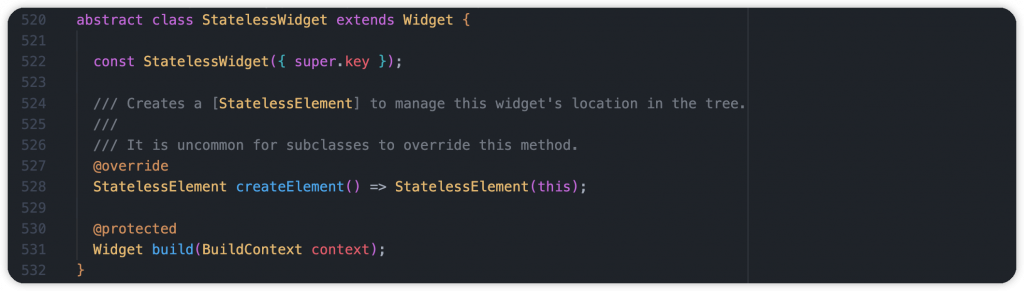 520 abstract class StatelessWidget extends Widget {
521
522   const StatelessWidget({ super.key });
523
524   /// Creates a [StatelessElement] to manage this widget's location in the tree.
525   ///
526   /// It is uncommon for subclasses to override this method.
527   @override
528   StatelessElement createElement() => StatelessElement(this);
529
530   @protected
531   Widget build(BuildContext context);
532 }